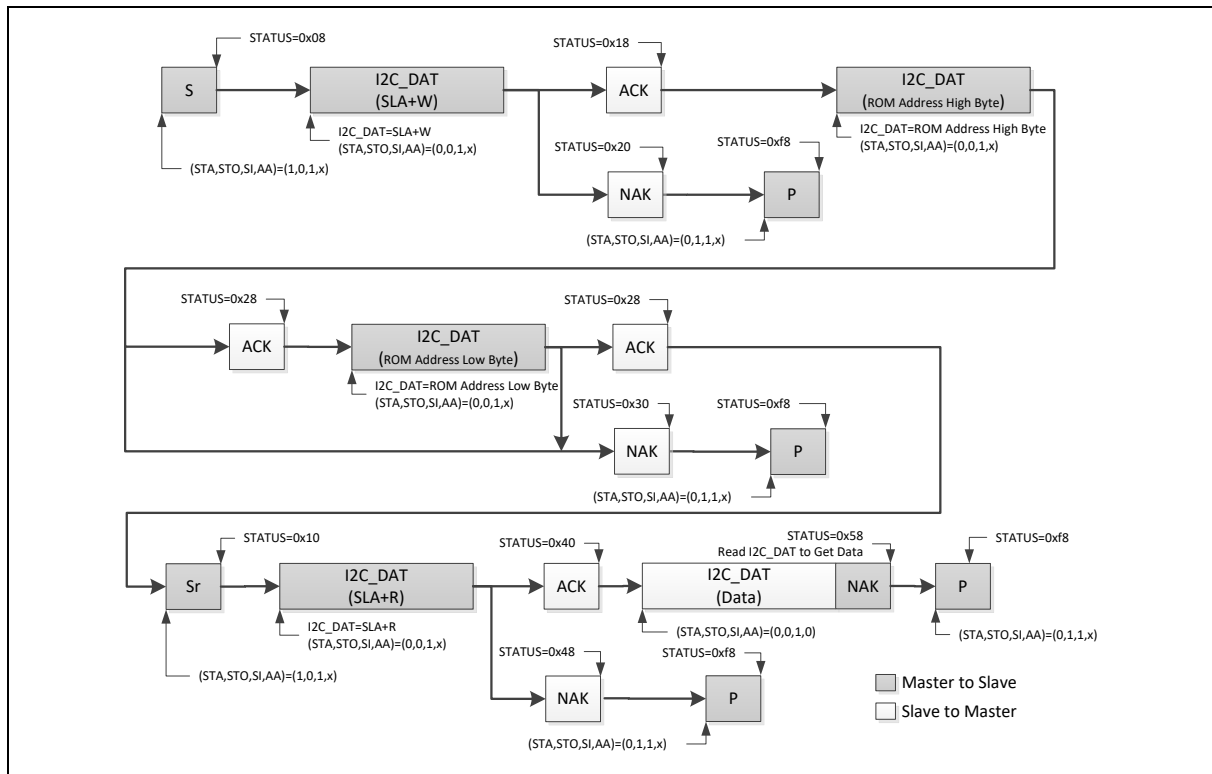 STATUS=0x08
STATUS=0x18
S
I2C_DAT
(SLA+W)
ACK
I2C_DAT
(ROM Address High Byte)
I2C_DAT=SLA+W
(STA,STO,SI,AA)=(0,0,1,x)
I2C_DAT=ROM Address High Byte
(STA,STO,SI,AA)=(0,0,1,x)
(STA,STO,SI,AA)=(1,0,1,x)
STATUS=0x20
STATUS=0xf8
NAK
P
(STA,STO,SI,AA)=(0,1,1,x)
STATUS=0x28
STATUS=0x28
ACK
I2C_DAT
(ROM Address Low Byte)
ACK
I2C_DAT=ROM Address Low Byte
(STA,STO,SI,AA)=(0,0,1,x)
STATUS=0x30
STATUS=0xf8
NAK
P
(STA,STO,SI,AA)=(0,1,1,x)
STATUS=0x10
STATUS=0x40
STATUS=0x58
Read I2C_DAT to Get Data
STATUS=0xf8
Sr
I2C_DAT
(SLA+R)
ACK
I2C_DAT
(Data)
NAK
P
I2C_DAT=SLA+R
(STA,STO,SI,AA)=(0,0,1,x)
(STA,STO,SI,AA)=(0,0,1,0)
(STA,STO,SI,AA)=(0,1,1,x)
(STA,STO,SI,AA)=(1,0,1,x)
STATUS=0x48
STATUS=0xf8
NAK
P
(STA,STO,SI,AA)=(0,1,1,x)
Master to Slave
Slave to Master